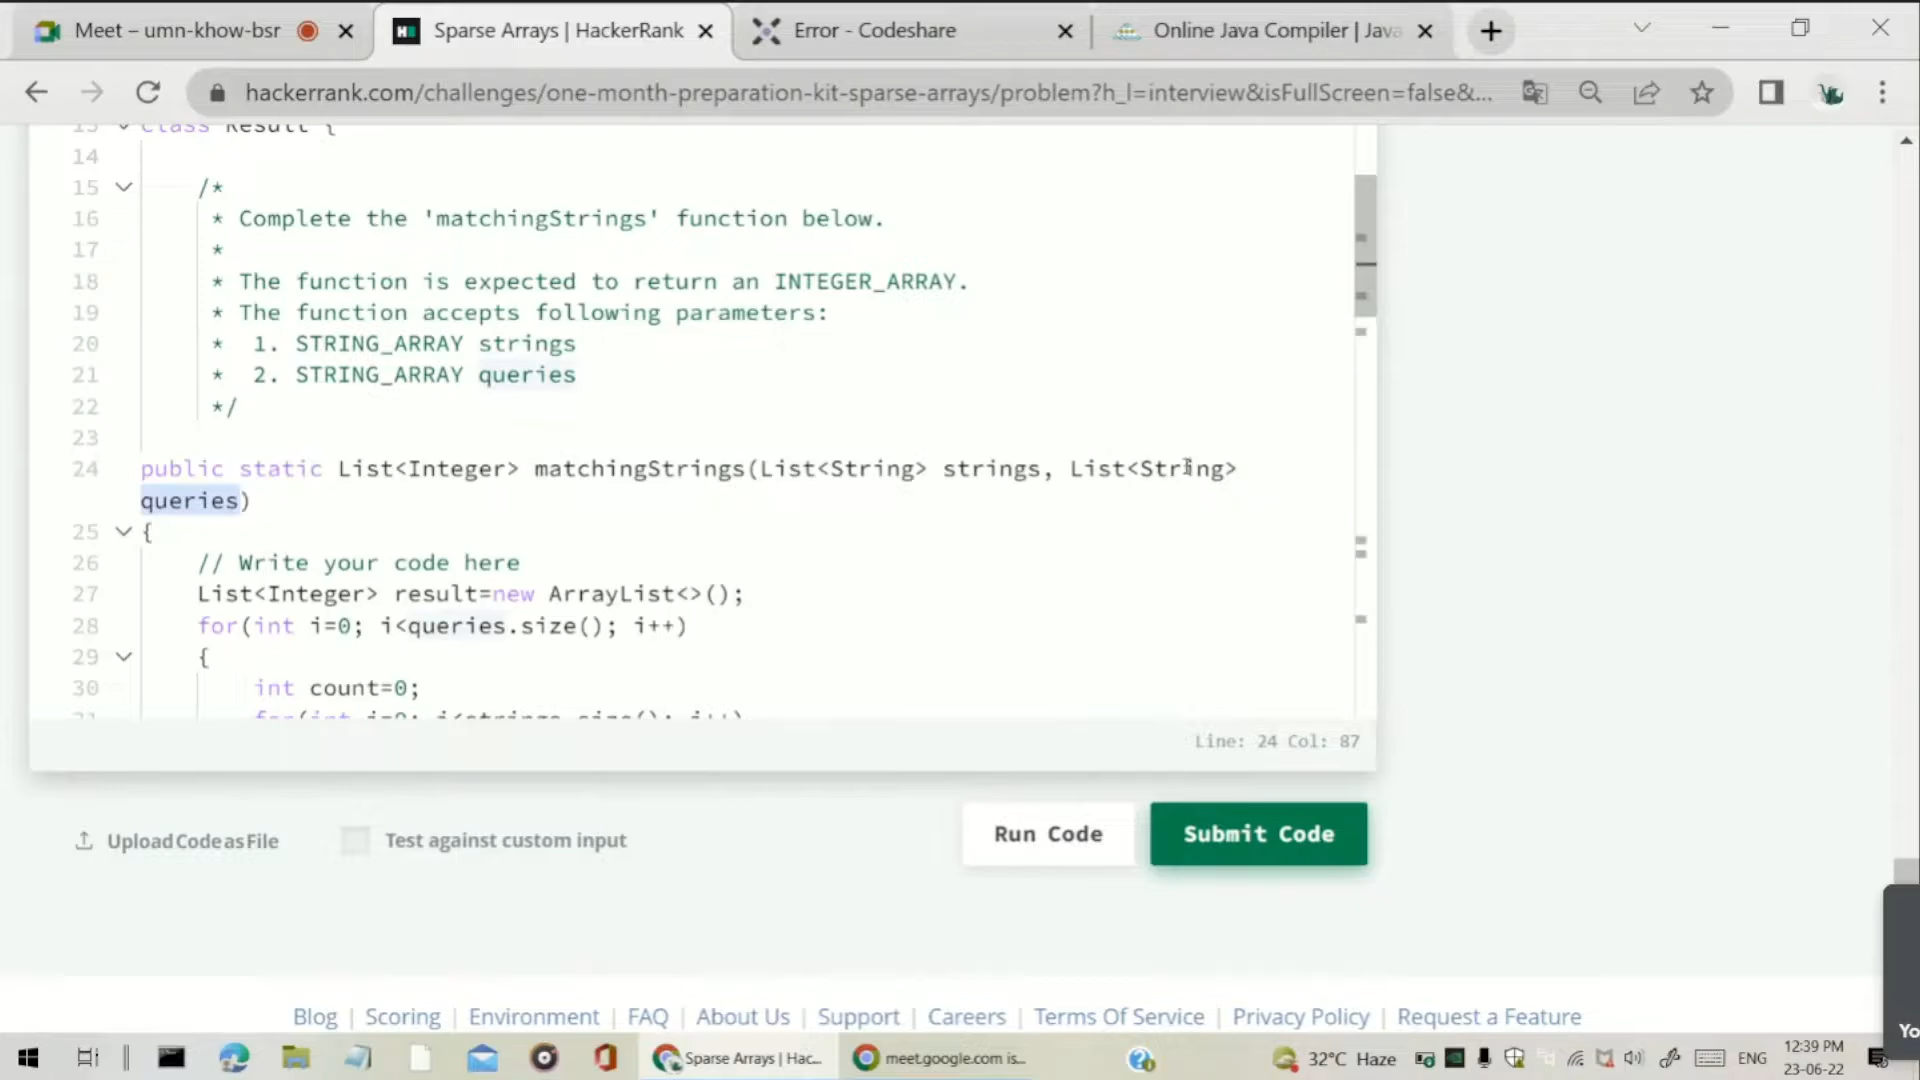 Meet – umn-khow-bsr
Sparse Arrays | HackerRank
Error - Codeshare
Online Java Compiler | Java
hackerrank.com/challenges/one-month-preparation-kit-sparse-arrays/problem?h_l=interview&isFullScreen=false&...
13 class Result {
14
15 /*
16 * Complete the 'matchingStrings' function below.
17 *
18 * The function is expected to return an INTEGER_ARRAY.
19 * The function accepts following parameters:
20 * 1. STRING_ARRAY strings
21 * 2. STRING_ARRAY queries
22 */
23
24 public static List<Integer> matchingStrings(List<String> strings, List<String>
queries)
25 {
26 // Write your code here
27 List<Integer> result=new ArrayList<>();
28 for(int i=0; i<queries.size(); i++)
29 {
30 int count=0;
Line: 24 Col: 87
Upload Code as File
Test against custom input
Run Code
Submit Code
Blog | Scoring | Environment | FAQ | About Us | Support | Careers | Terms Of Service | Privacy Policy | Request a Feature
Yo
Sparse Arrays | Hac...
meet.google.com is...
32°C Haze
ENG
12:39 PM
23-06-22